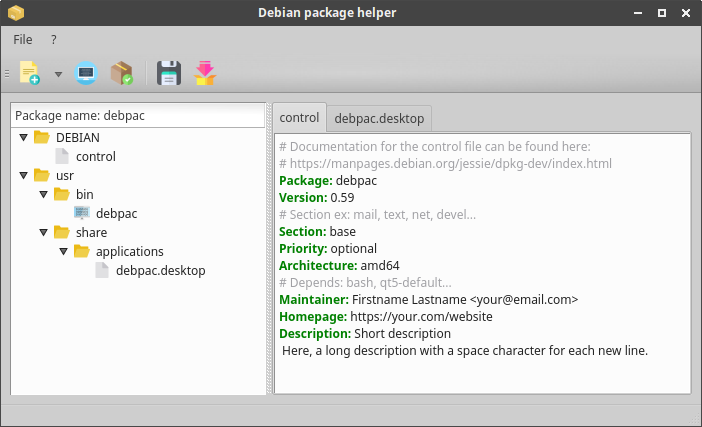 Debian package helper
File ?
Package name: debpac
DEBIAN
control
usr
bin
debpac
share
applications
debpac.desktop
control debpac.desktop
# Documentation for the control file can be found here:
# https://manpages.debian.org/jessie/dpkg-dev/index.html
Package: debpac
Version: 0.59
# Section ex: mail, text, net, devel...
Section: base
Priority: optional
Architecture: amd64
# Depends: bash, qt5-default...
Maintainer: Firstname Lastname <your@email.com>
Homepage: https://your.com/website
Description: Short description
Here, a long description with a space character for each new line.